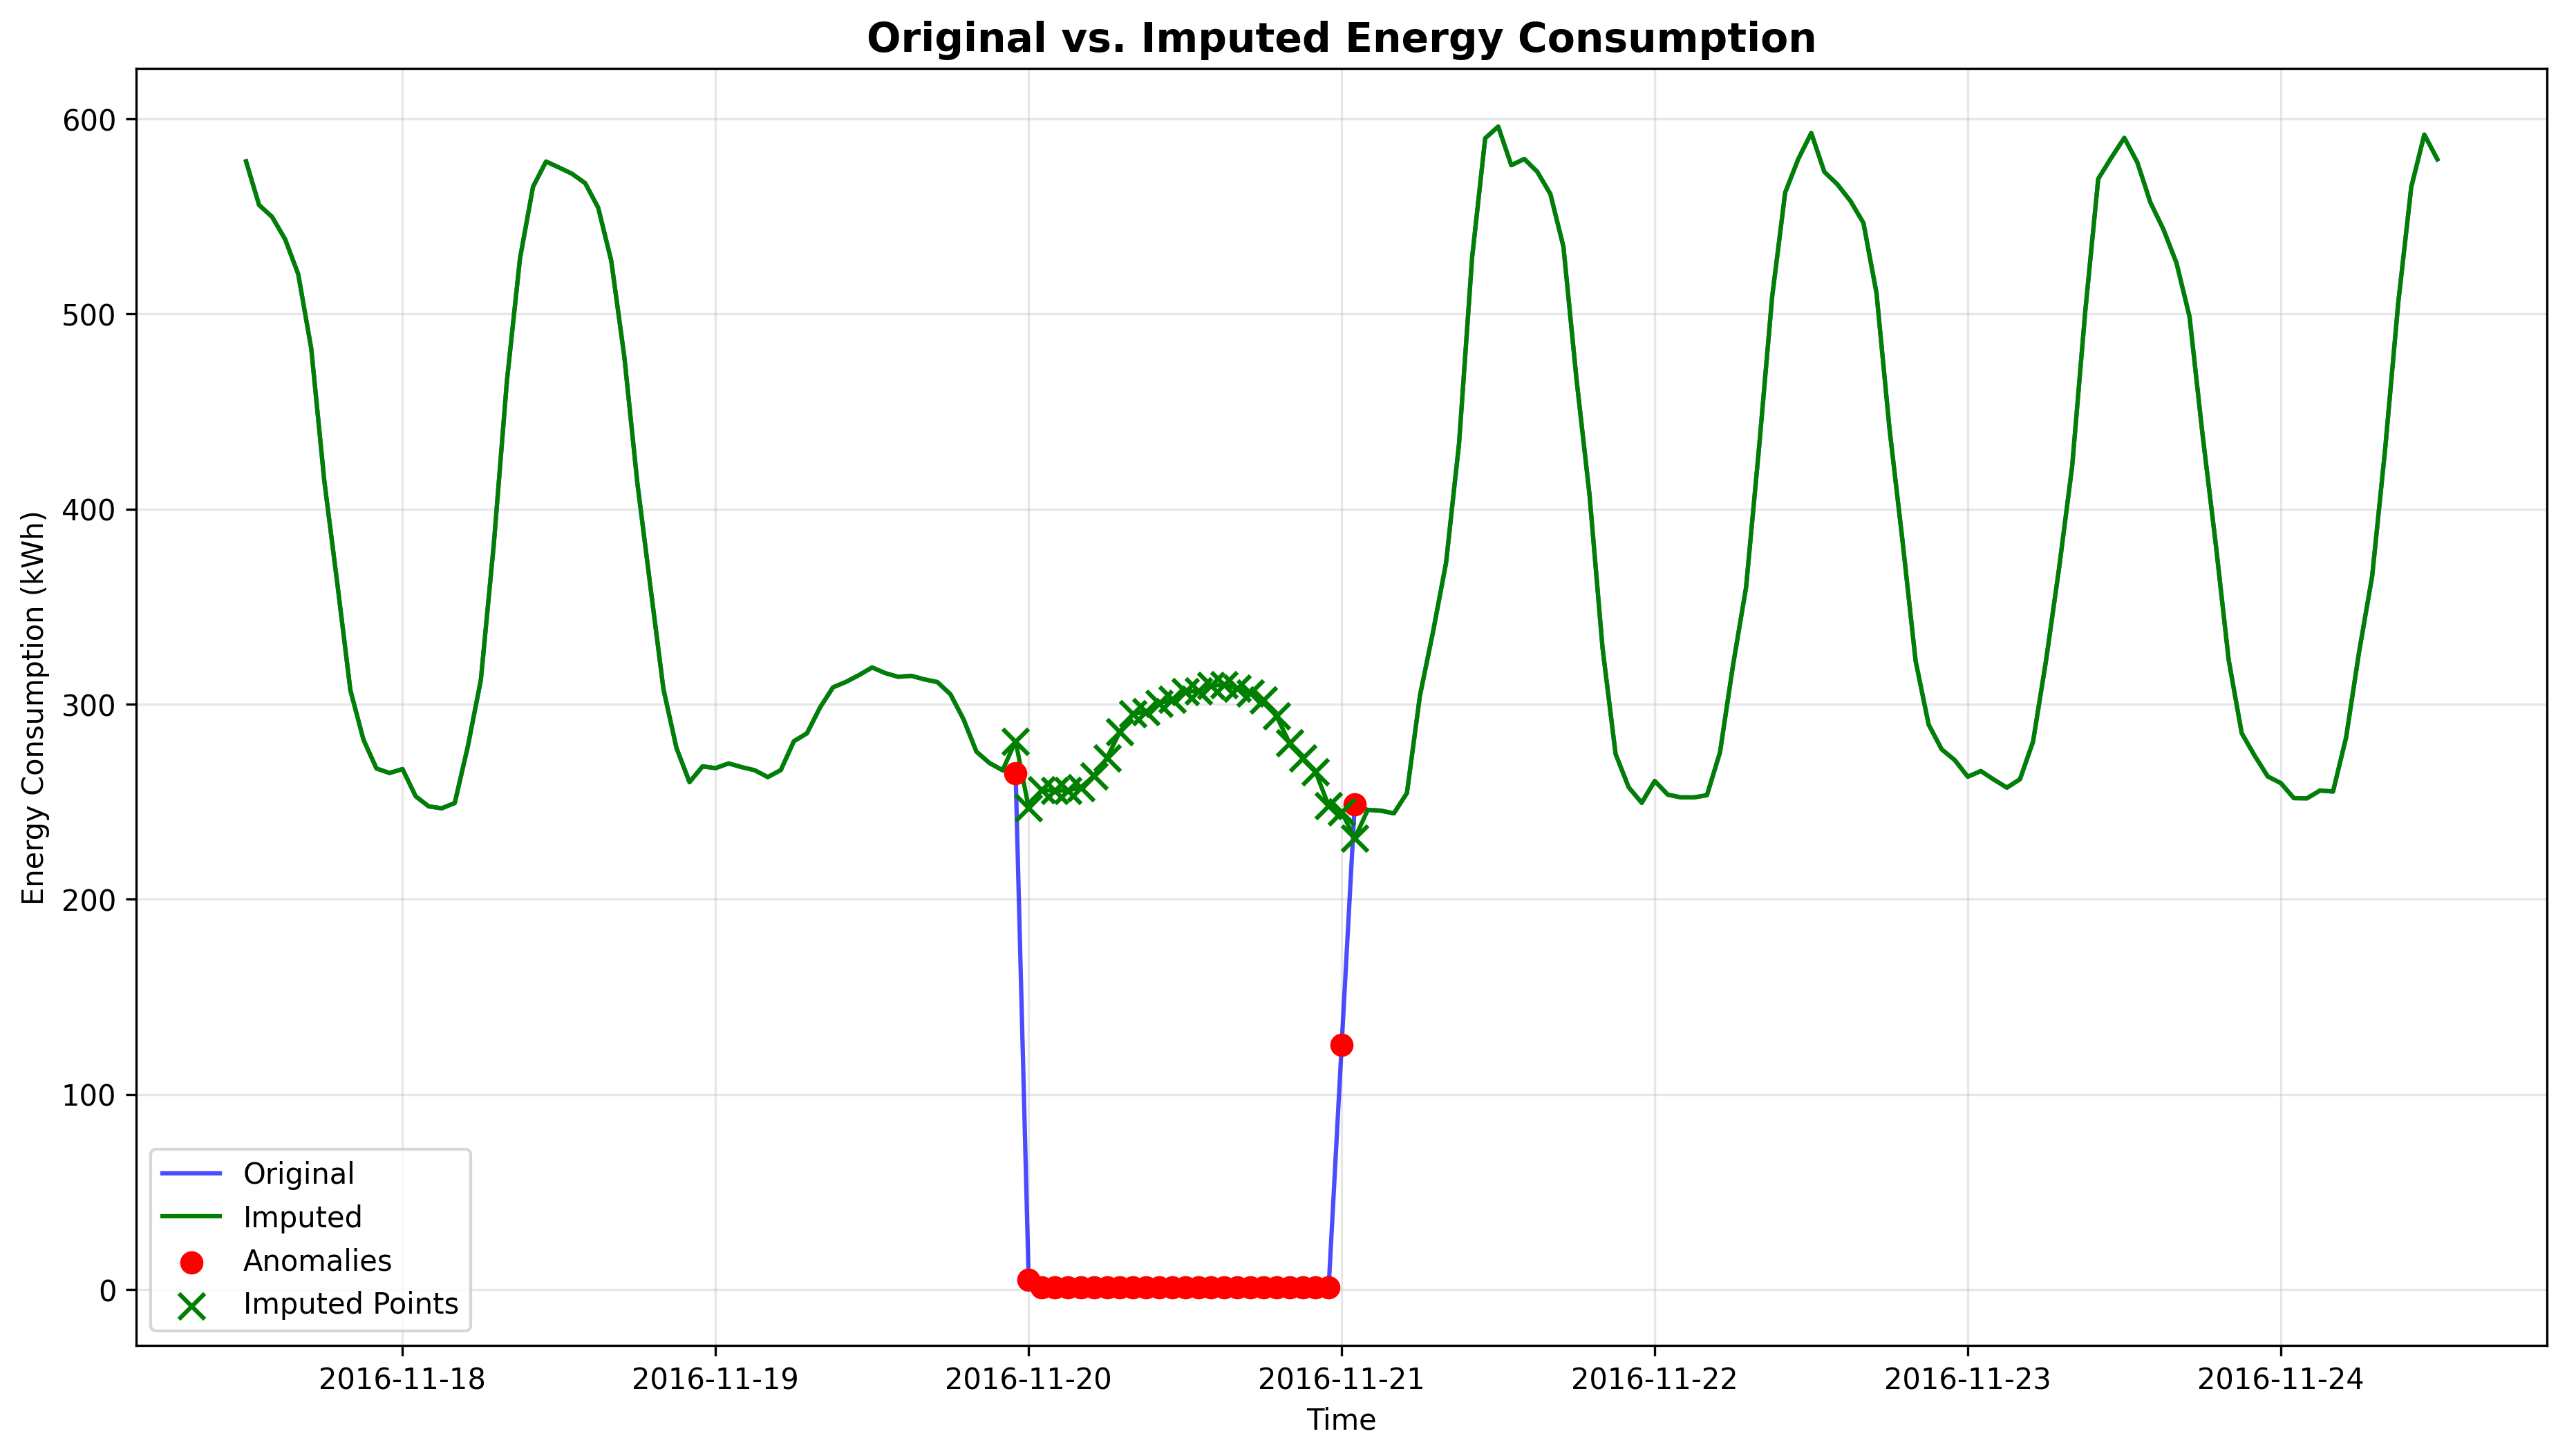 Original vs. Imputed Energy Consumption
Energy Consumption (kWh)
600
500
400
300
200
100
0
Original
Imputed
Anomalies
Imputed Points
2016-11-18
2016-11-19
2016-11-20
2016-11-21
2016-11-22
2016-11-23
2016-11-24
Time